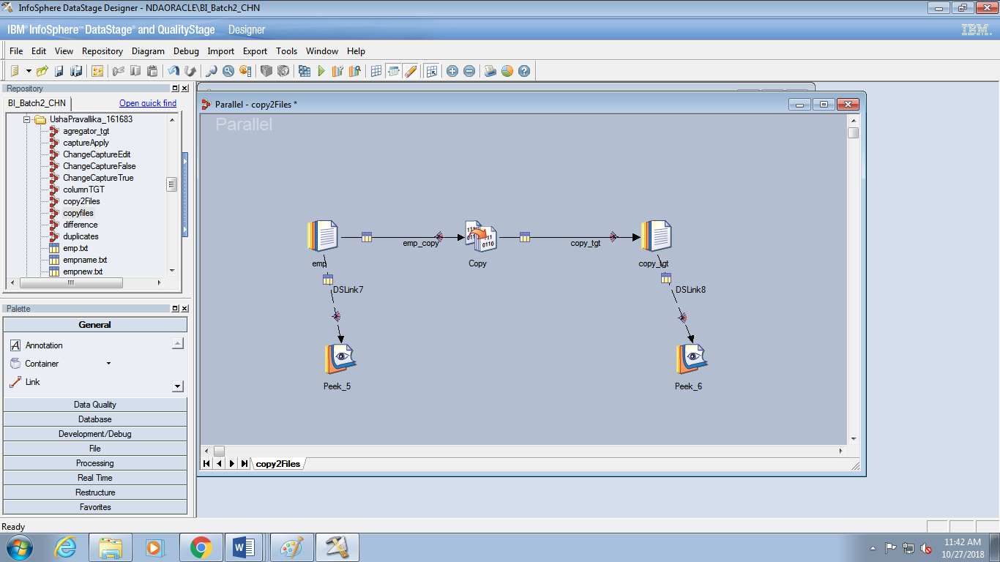 InfoSphere DataStage Designer - NDAORACLE\BI_Batch2_CHN
IBM® InfoSphere™ DataStage® and QualityStage Designer
IBM.
File Edit View Repository Diagram Debug Import Export Tools Window Help
Repository
BI_Batch2_CHN Open quick find
UshaPravallika_161683
agregator_tgt
captureApply
ChangeCaptureEdit
ChangeCaptureFalse
ChangeCaptureTrue
columnTGT
copy2Files
copyfiles
difference
duplicates
emp.txt
empname.txt
empnew.txt
Palette
General
Annotation
Container
Link
Data Quality
Database
Development/Debug
File
Processing
Real Time
Restructure
Favorites
Parallel - copy2Files *
Parallel
emp_copy
copy_tgt
emp
Copy
copy_tgt
DSLink7
DSLink8
Peek_5
Peek_6
copy2Files
Ready
11:42 AM
10/27/2018